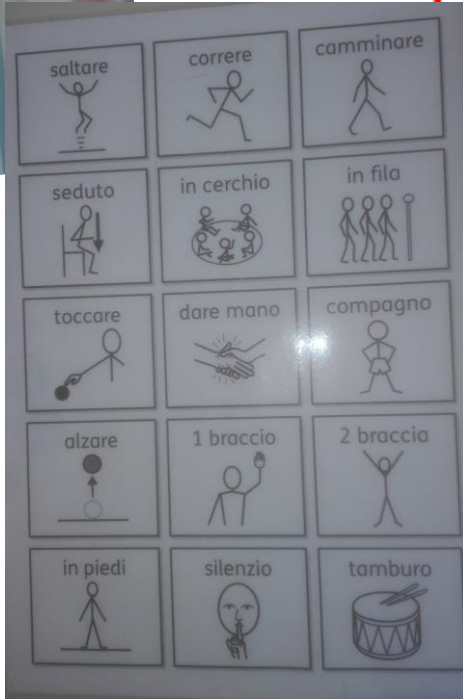 saltare
correre
camminare
seduto
in cerchio
in fila
toccare
dare mano
compagno
alzare
1 braccio
2 braccia
in piedi
silenzio
tamburo